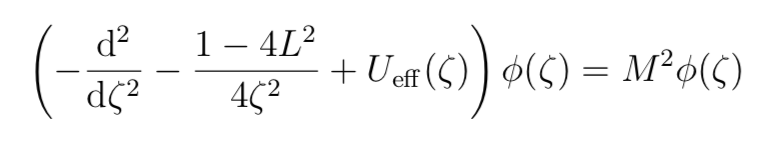 $$\left( -\frac{\mathrm{d}^2}{\mathrm{d}\zeta^2} - \frac{1 - 4L^2}{4\zeta^2} + U_{\mathrm{eff}}(\zeta) \right) \phi(\zeta) = M^2 \phi(\zeta)$$